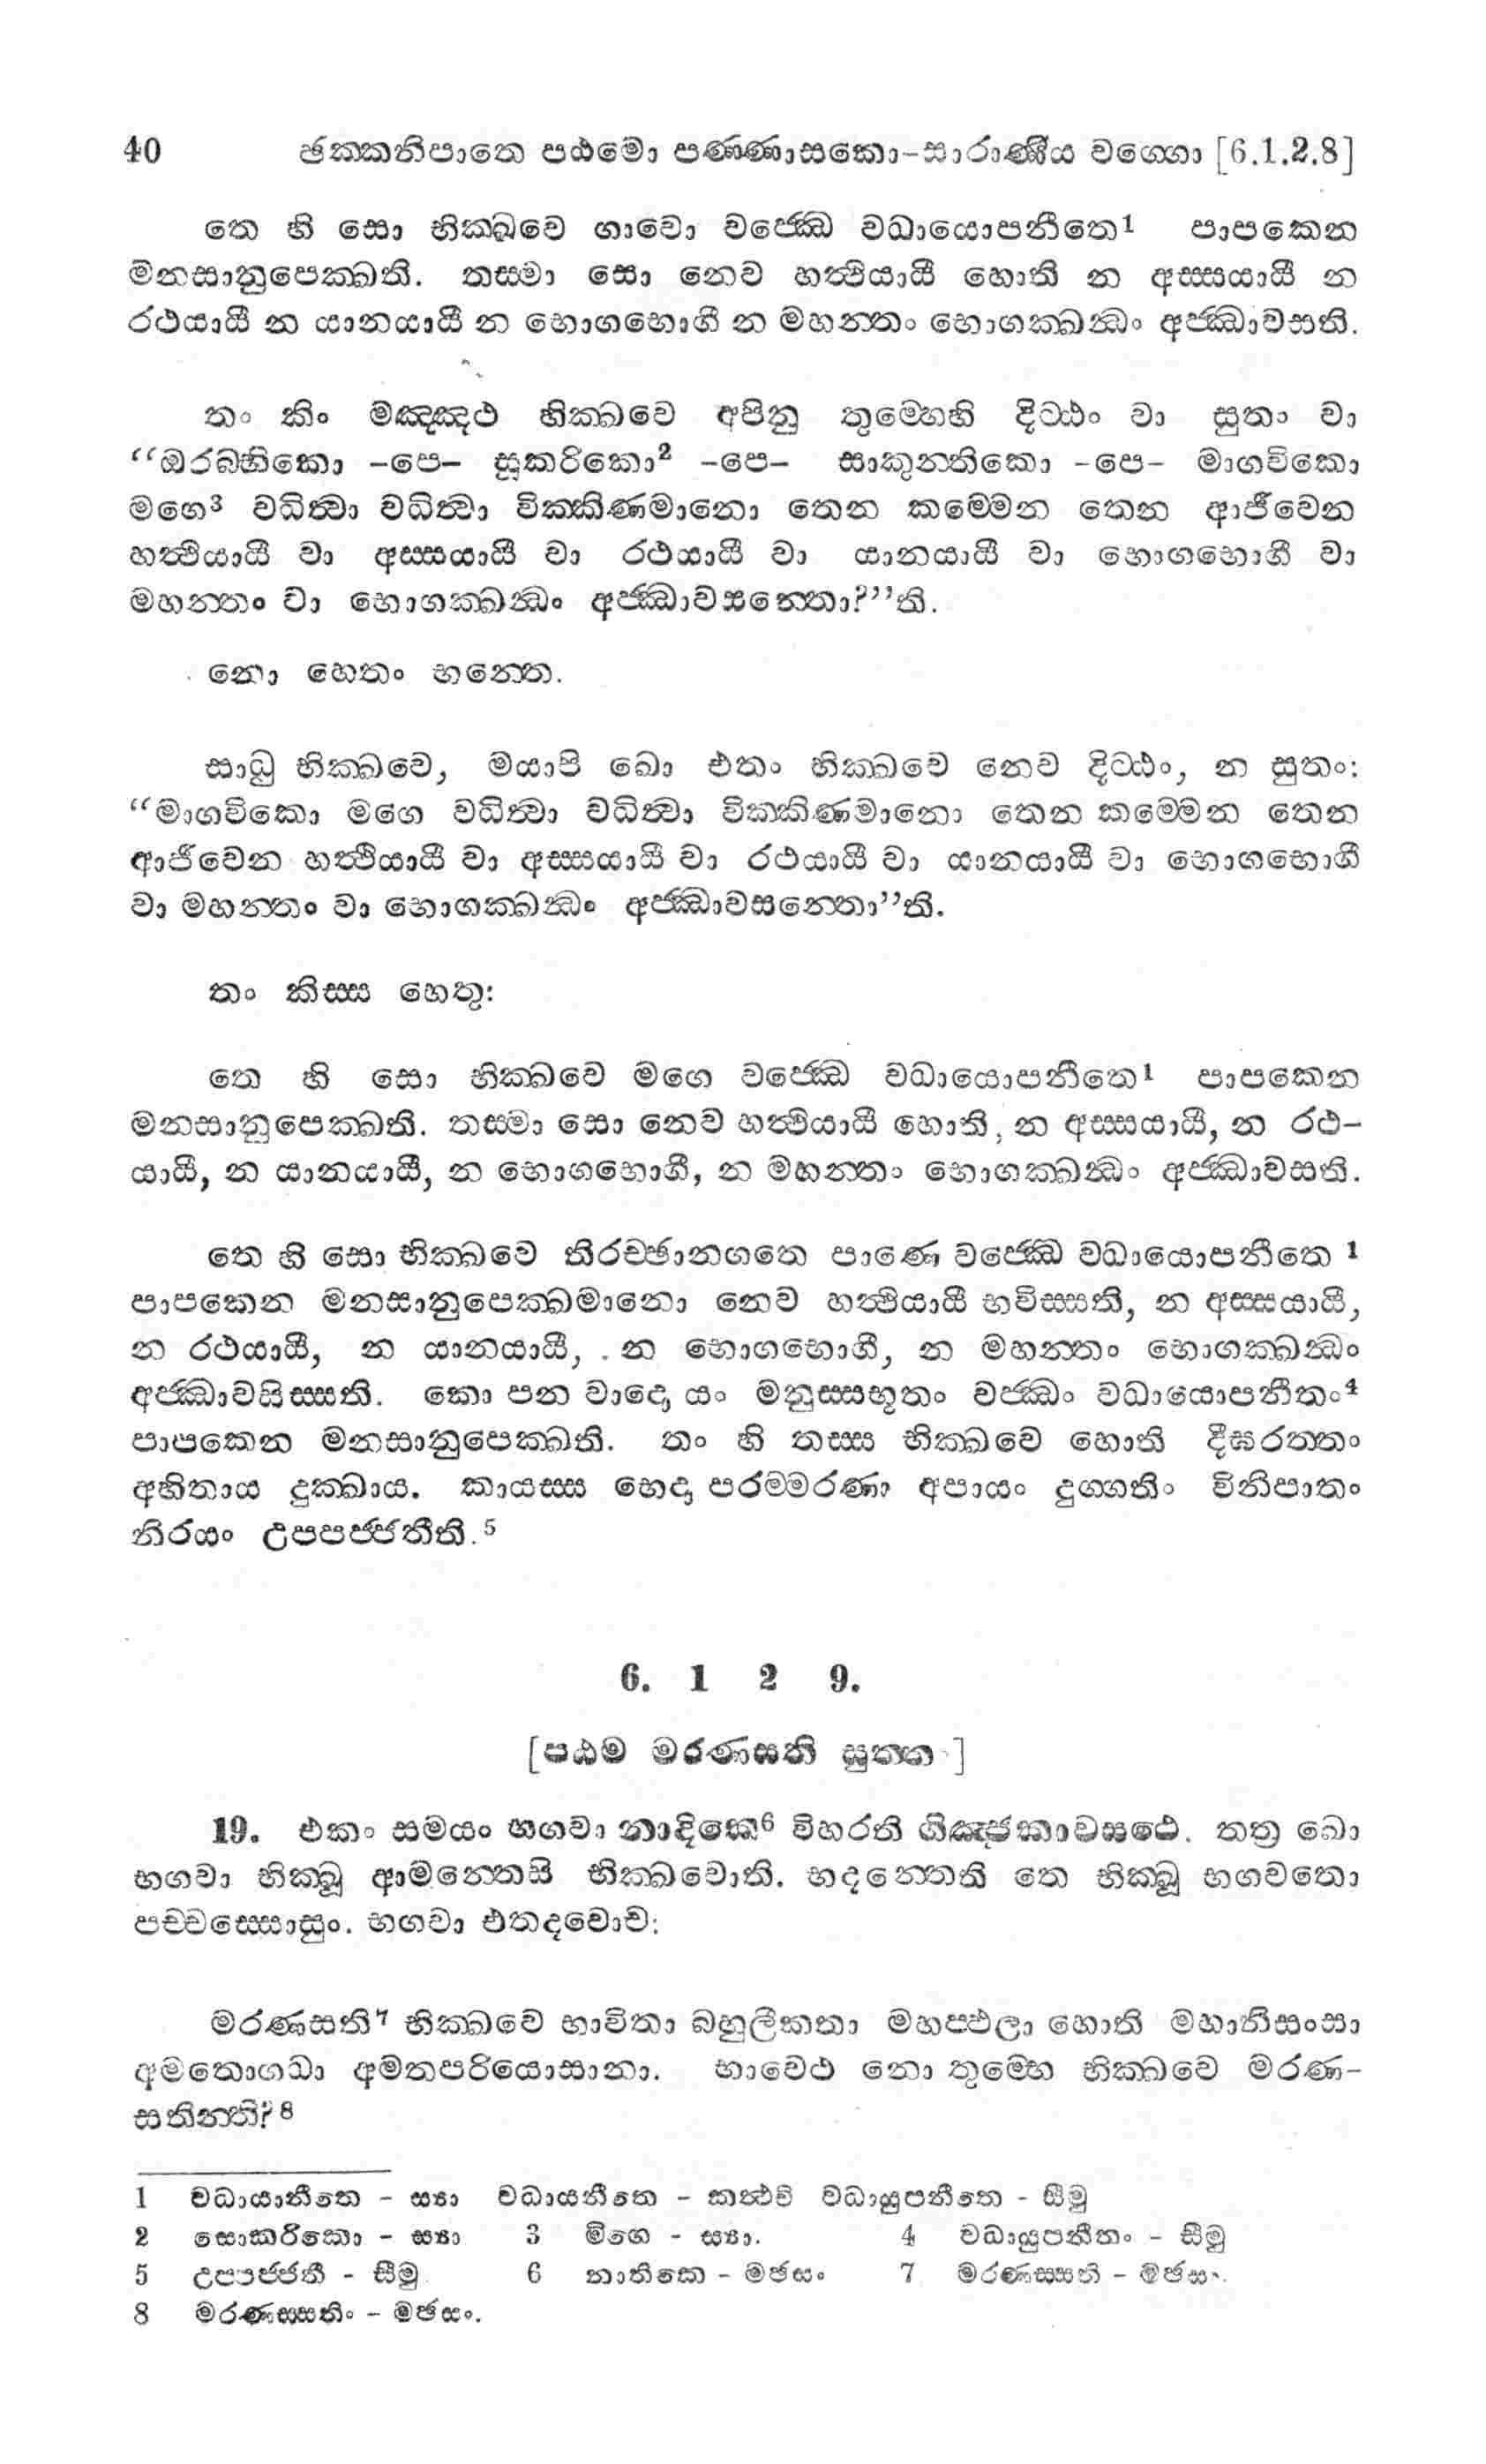 40 ඡක්කනිපාතෙ පඨමො පණ්ණාසකො-සාරාණීය වග්ගො [6.1.2.8]
තෙ හි සො භික්ඛවෙ ගාවො වජ්ඣෙ වධායොපනීතෙ1 පාපකෙන
මනසානුපෙක්ඛති. තස්මා සො නෙව හත්ථියායී හොති න අස්සයායී න
රථයායී න යානයායී න භොගභොගී න මහන්තං භොගක්ඛන්ධං අජ්ඣාවසති.
තං කිං මඤ්ඤථ භික්ඛවෙ අපිනු තුම්හෙහි දිට්ඨං වා සුතං වා
“ඔරබ්භිකො -පෙ- සූකරිකො2 -පෙ- සාකුන්තිකො -පෙ- මාගවිකො
මගෙ3 වධිත්වා වධිත්වා වික්කිණමානො තෙන කම්මෙන තෙන ආජීවෙන
හත්ථියායී වා අස්සයායී වා රථයායී වා යානයායී වා භොගභොගී වා
මහන්තං වා භොගක්ඛන්ධං අජ්ඣාවසන්තො?”ති.
නො හෙතං භන්තෙ.
සාධු භික්ඛවෙ, මයාපි ඛො එතං භික්ඛවෙ නෙව දිට්ඨං, න සුතං:
“මාගවිකො මගෙ වධිත්වා වධිත්වා වික්කිණමානො තෙන කම්මෙන තෙන
ආජීවෙන හත්ථියායී වා අස්සයායී වා රථයායී වා යානයායී වා භොගභොගී
වා මහන්තං වා භොගක්ඛන්ධං අජ්ඣාවසන්තො”ති.
තං කිස්ස හෙතු:
තෙ හි සො භික්ඛවෙ මගෙ වජ්ඣෙ වධායොපනීතෙ1 පාපකෙන
මනසානුපෙක්ඛති. තස්මා සො නෙව හත්ථියායී හොති, න අස්සයායී, න රථ-
යායී, න යානයායී, න භොගභොගී, න මහන්තං භොගක්ඛන්ධං අජ්ඣාවසති.
තෙ හි සො භික්ඛවෙ තිරච්ඡානගතෙ පාණෙ වජ්ඣෙ වධායොපනීතෙ 1
පාපකෙන මනසානුපෙක්ඛමානො නෙව හත්ථියායී භවිස්සති, න අස්සයායී,
න රථයායී, න යානයායී, න භොගභොගී, න මහන්තං භොගක්ඛන්ධං
අජ්ඣාවසිස්සති. කො පන වාදො යං මනුස්සභූතං වජ්ඣං වධායොපනීතං4
පාපකෙන මනසානුපෙක්ඛති. තං හි තස්ස භික්ඛවෙ හොති දීඝරත්තං
අහිතාය දුක්ඛාය. කායස්ස භෙදා පරම්මරණා අපායං දුග්ගතිං විනිපාතං
නිරයං උපපජ්ජතීති.5
6. 1 2 9.
[පඨම මරණසති සුත්ත]
19. එකං සමයං භගවා නාදිකෙ6 විහරති ගිඤ්ජකාවසථෙ. තත්‍ර ඛො
භගවා භික්ඛූ ආමන්තෙසි භික්ඛවොති. භදන්තෙති තෙ භික්ඛූ භගවතො
පච්චස්සොසුං. භගවා එතදවොච:
මරණසති7 භික්ඛවෙ භාවිතා බහුලීකතා මහප්ඵලා හොති මහානිසංසා
අමතොගධා අමතපරියොසානා. භාවෙථ නො තුම්හෙ භික්ඛවෙ මරණ-
සතින්ති?8
1 වධායානීතෙ - ස්‍යා වධායනීතෙ - කත්ථචි වධායුපනීතෙ - සීමු
2 සොකරිකො - ස්‍යා 3 මිගෙ - ස්‍යා. 4 වධායුපනීතං - සීමු
5 උපපජ්ජතී - සීමු 6 නාතිකෙ - මඡසං 7 මරණස්සති - මඡසං.
8 මරණස්සතිං - මඡසං.